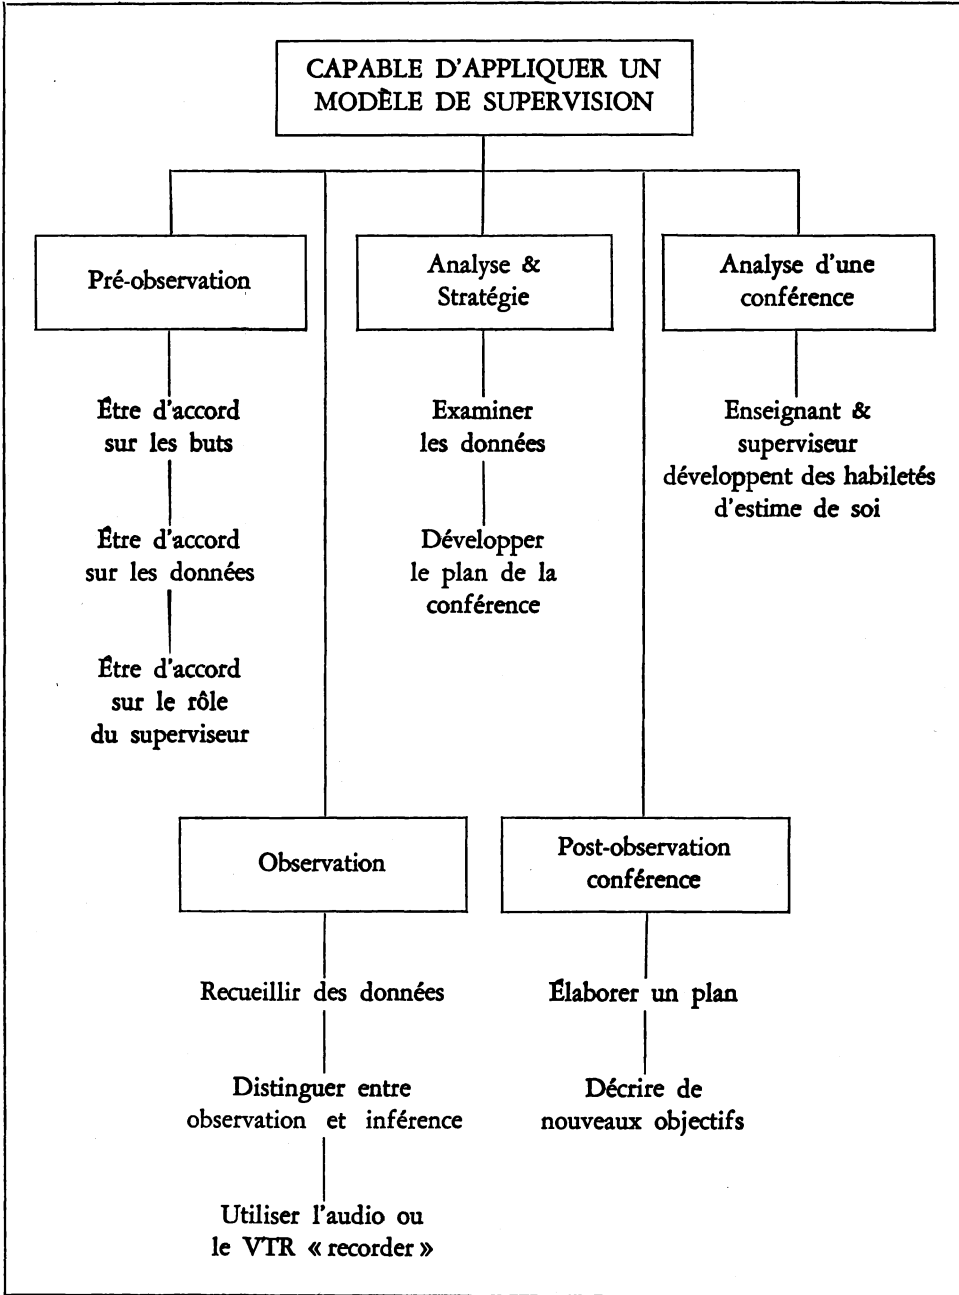 CAPABLE D'APPLIQUER UN
MODÈLE DE SUPERVISION
Pré-observation
Être d'accord
sur les buts
Être d'accord
sur les données
Être d'accord
sur le rôle
du superviseur
Observation
Recueillir des données
Distinguer entre
observation et inférence
Utiliser l'audio ou
le VTR « recorder »
Analyse &
Stratégie
Examiner
les données
Développer
le plan de la
conférence
Post-observation
conférence
Élaborer un plan
Décrire de
nouveaux objectifs
Analyse d'une
conférence
Enseignant &
superviseur
développent des habiletés
d'estime de soi